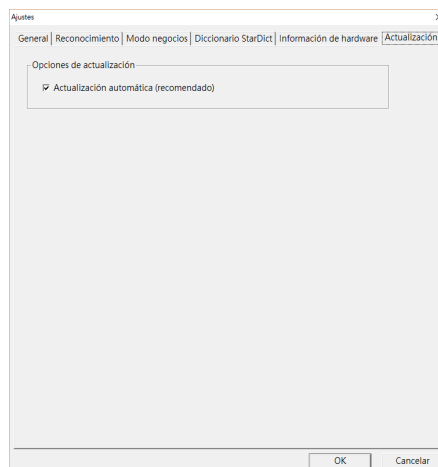 Ajustes
General Reconocimiento Modo negocios Diccionario StarDict Información de hardware Actualización
Opciones de actualización
Actualización automática (recomendado)
OK Cancelar